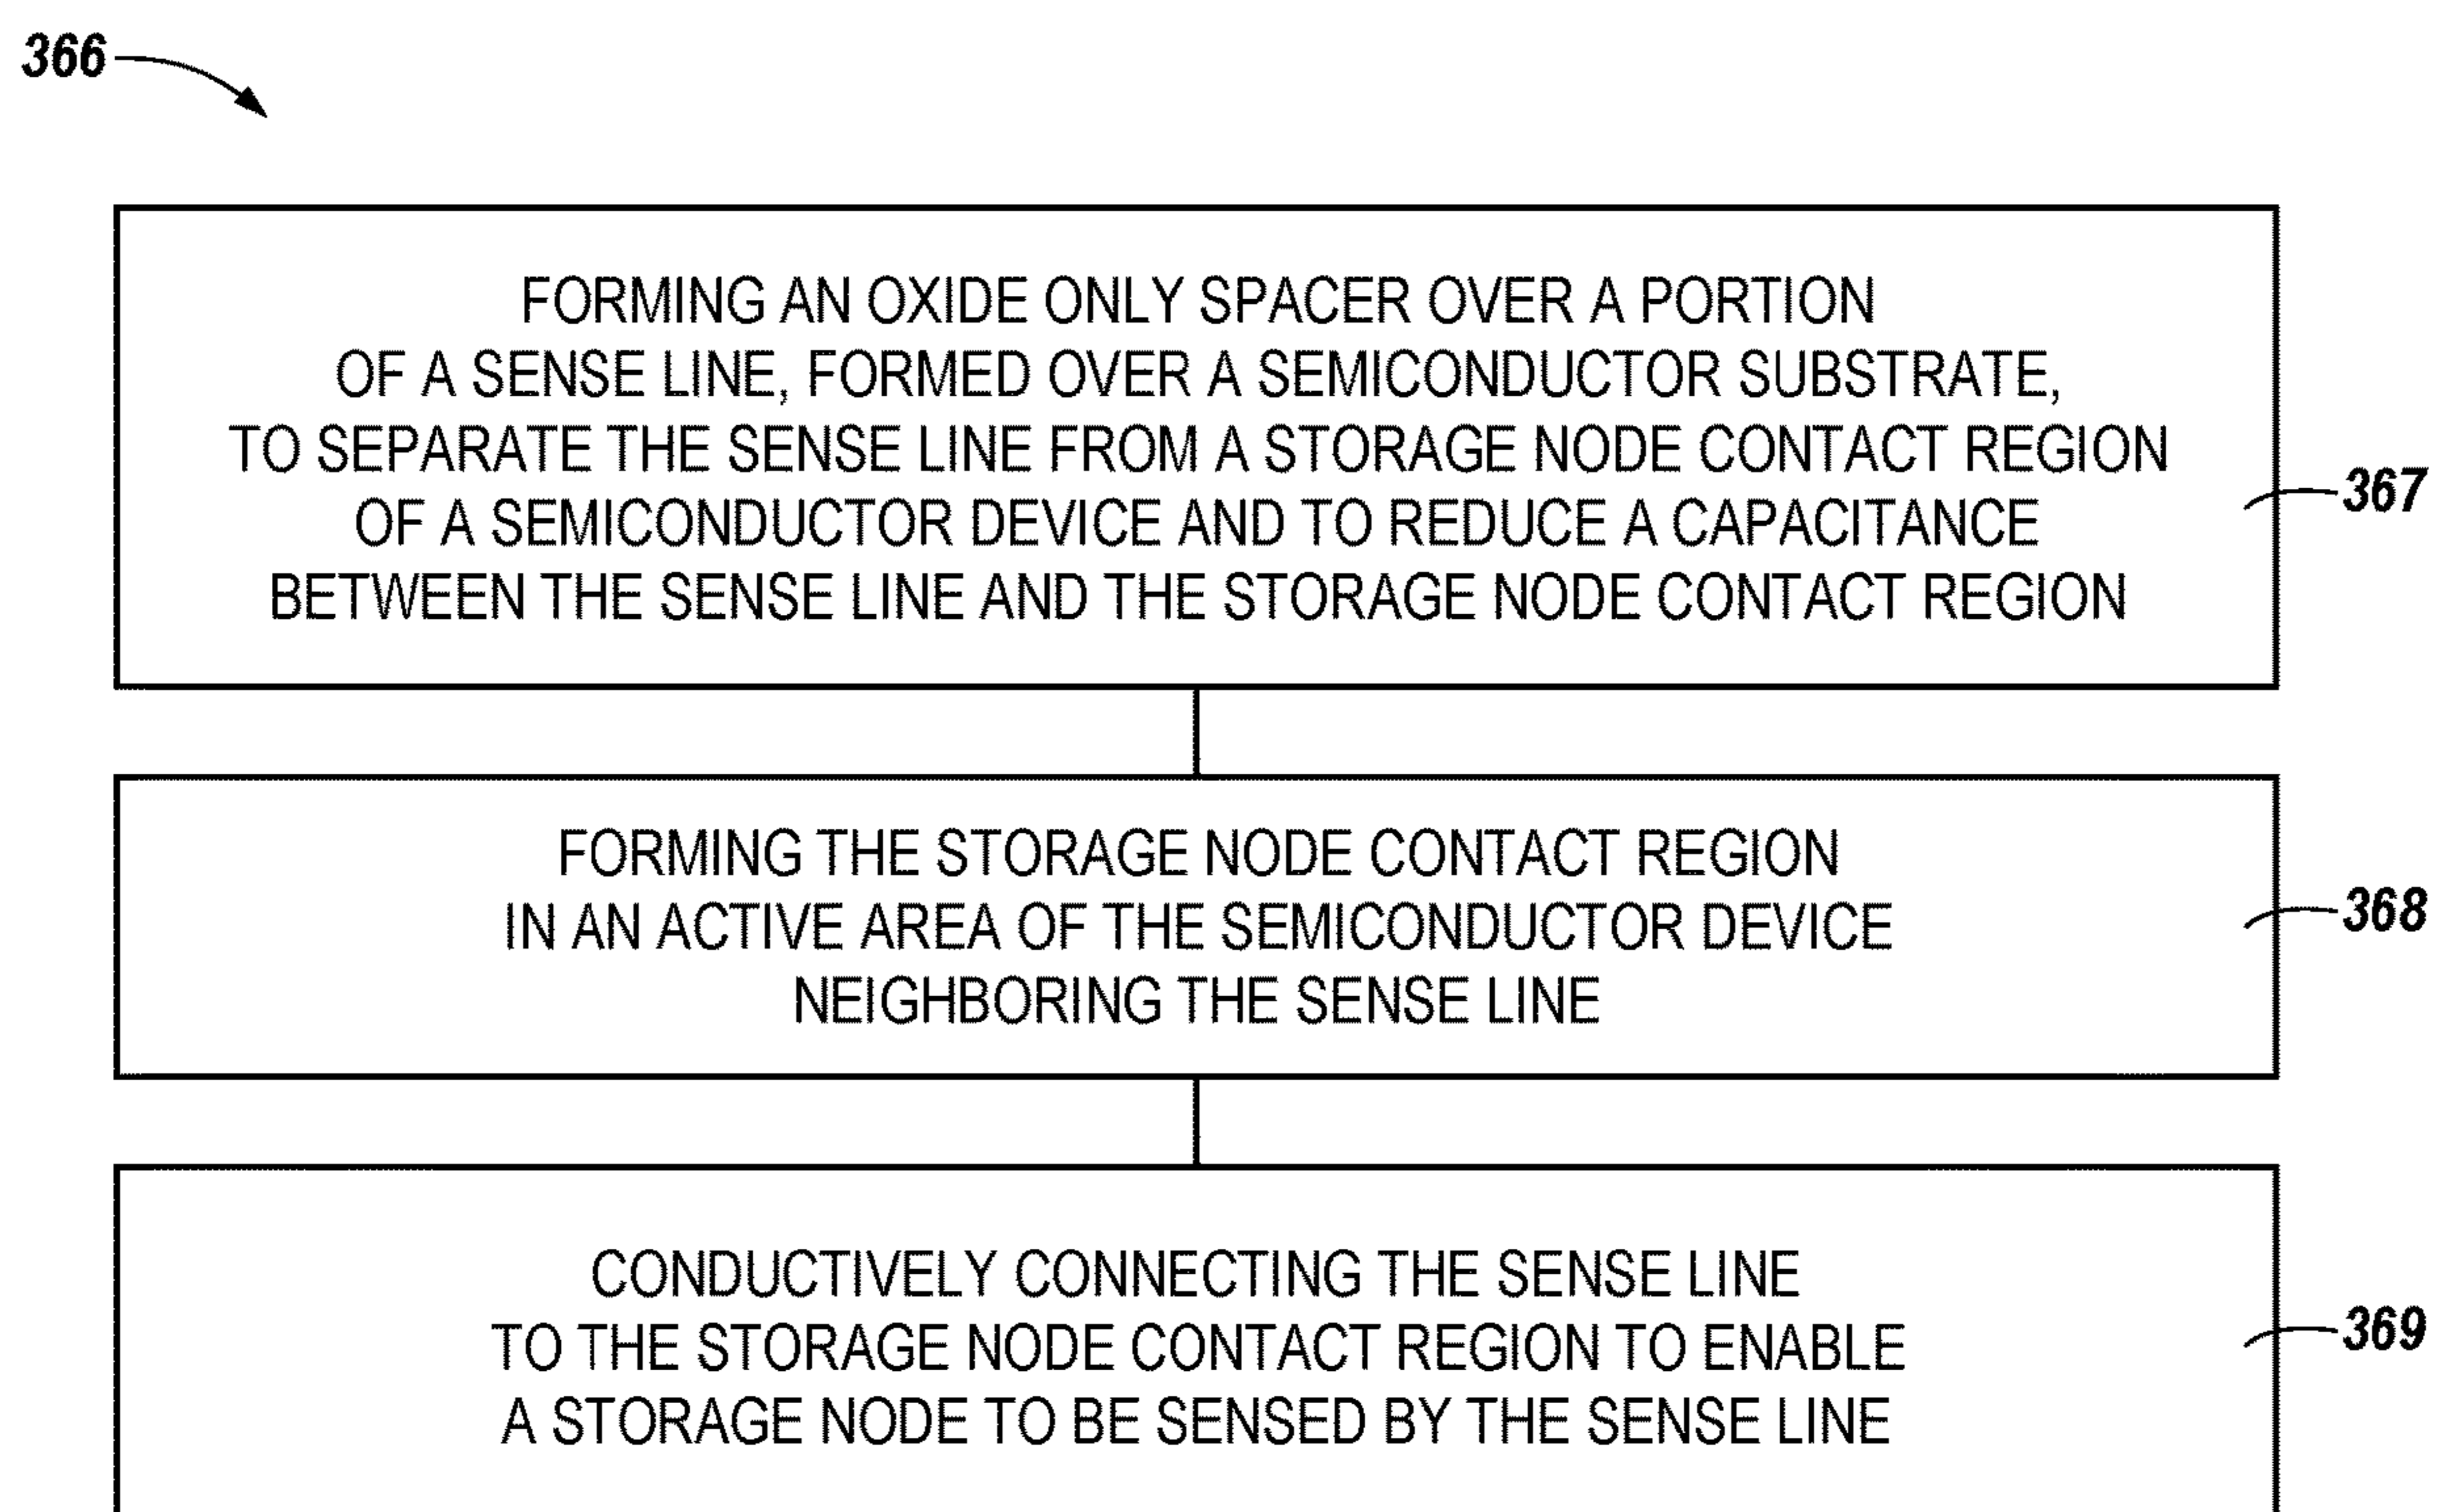 366
FORMING AN OXIDE ONLY SPACER OVER A PORTION
OF A SENSE LINE, FORMED OVER A SEMICONDUCTOR SUBSTRATE,
TO SEPARATE THE SENSE LINE FROM A STORAGE NODE CONTACT REGION
OF A SEMICONDUCTOR DEVICE AND TO REDUCE A CAPACITANCE
BETWEEN THE SENSE LINE AND THE STORAGE NODE CONTACT REGION
367
FORMING THE STORAGE NODE CONTACT REGION
IN AN ACTIVE AREA OF THE SEMICONDUCTOR DEVICE
NEIGHBORING THE SENSE LINE
368
CONDUCTIVELY CONNECTING THE SENSE LINE
TO THE STORAGE NODE CONTACT REGION TO ENABLE
A STORAGE NODE TO BE SENSED BY THE SENSE LINE
369